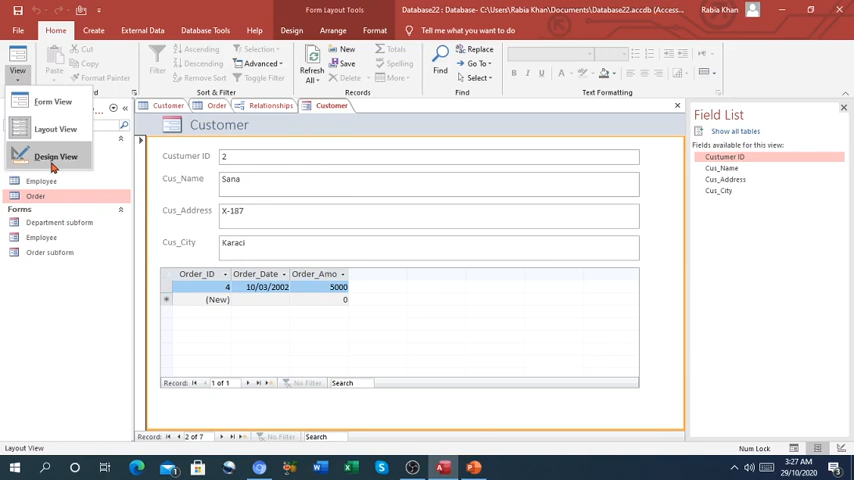 Form Layout Tools
Database22 : Database- C:\Users\Rabia Khan\Documents\Database22.accdb (Access...
Rabia Khan
File
Home
Create
External Data
Database Tools
Design
Arrange
Format
Tell me what you want to do
View
Paste
Cut
Copy
Format Painter
Filter
Ascending
Descending
Remove Sort
Selection
Advanced
Toggle Filter
Sort & Filter
Refresh
All
New
Save
Delete
Totals
Spelling
More
Records
Find
Replace
Go To
Select
Find
Text Formatting
Form View
Layout View
Design View
Employee
Order
Forms
Department subform
Employee
Order subform
Customer
Order
Relationships
Customer
Customer
Custumer ID
2
Cus_Name
Sana
Cus_Address
X-187
Cus_City
Karaci
Order_ID
Order_Date
Order_Amo
4
10/03/2002
5000
(New)
0
Record:
1 of 1
No Filter
Search
Record:
2 of 7
No Filter
Search
Field List
Show all tables
Fields available for this view:
Custumer ID
Cus_Name
Cus_Address
Cus_City
Layout View
Num Lock
3:27 AM
29/10/2020